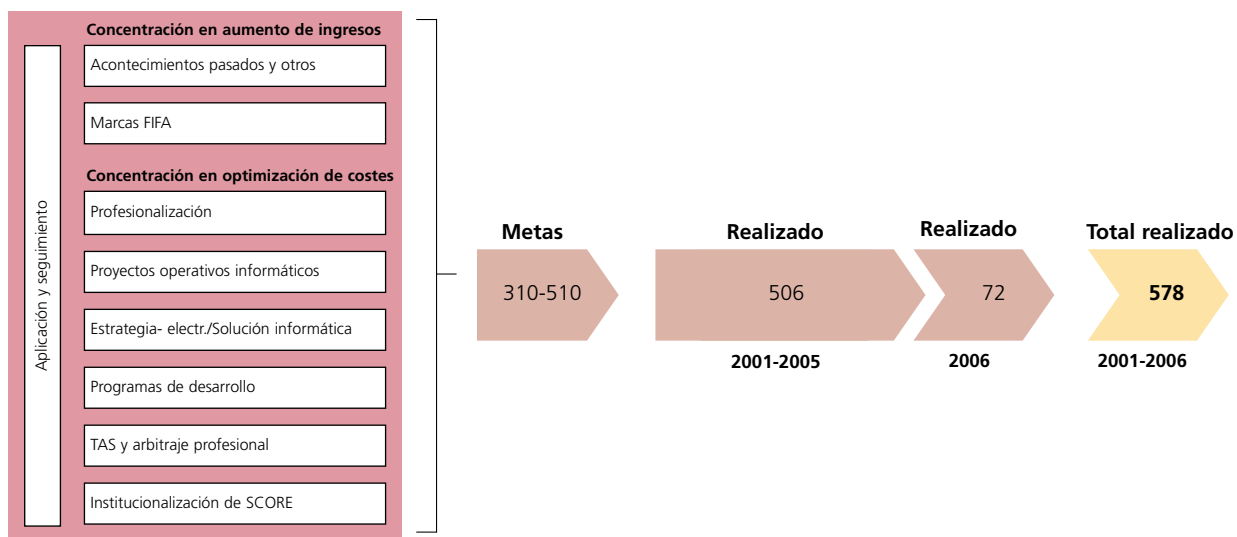 Aplicación y seguimiento
Concentración en aumento de ingresos
Acontecimientos pasados y otros
Marcas FIFA
Concentración en optimización de costes
Profesionalización
Proyectos operativos informáticos
Estrategia- electr./Solución informática
Programas de desarrollo
TAS y arbitraje profesional
Institucionalización de SCORE
Metas
310-510
Realizado
506
2001-2005
Realizado
72
2006
Total realizado
578
2001-2006